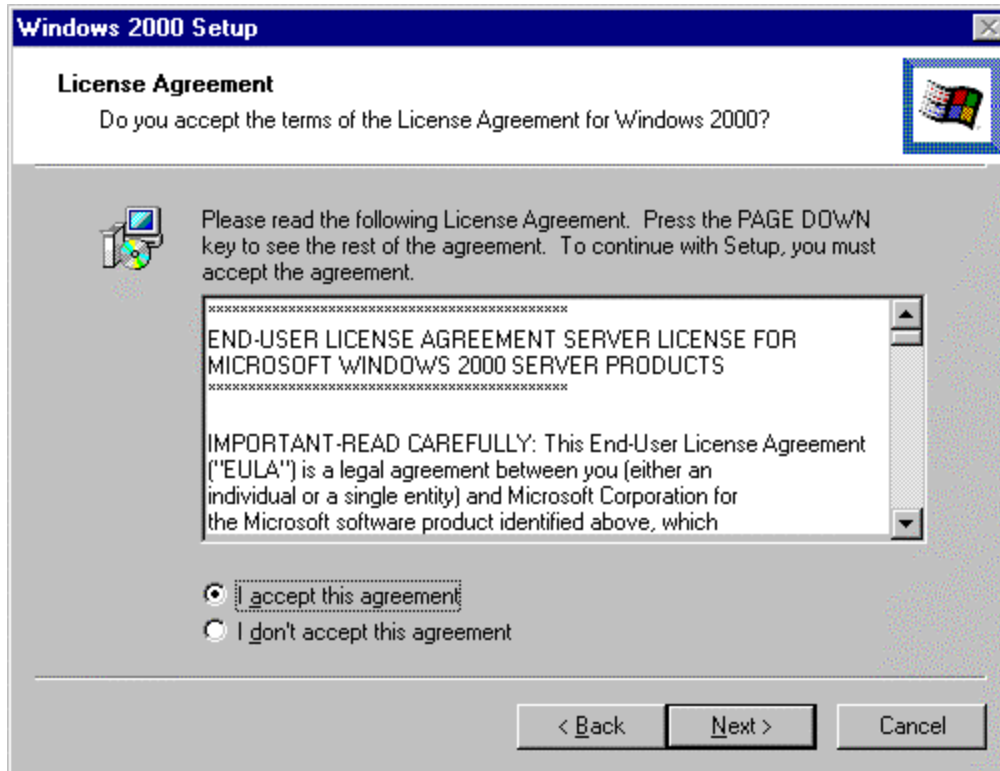 Windows 2000 Setup
License Agreement
Do you accept the terms of the License Agreement for Windows 2000?
Please read the following License Agreement.  Press the PAGE DOWN
key to see the rest of the agreement.  To continue with Setup, you must
accept the agreement.
*********************************************
END-USER LICENSE AGREEMENT SERVER LICENSE FOR
MICROSOFT WINDOWS 2000 SERVER PRODUCTS
*********************************************
IMPORTANT-READ CAREFULLY: This End-User License Agreement
("EULA") is a legal agreement between you (either an
individual or a single entity) and Microsoft Corporation for
the Microsoft software product identified above, which
I accept this agreement
I don't accept this agreement
< Back
Next >
Cancel